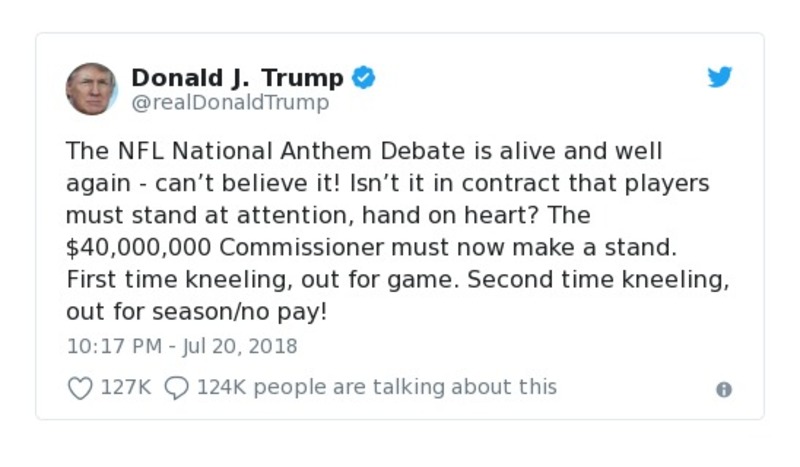 Donald J. Trump
@realDonaldTrump
The NFL National Anthem Debate is alive and well
again - can’t believe it! Isn’t it in contract that players
must stand at attention, hand on heart? The
$40,000,000 Commissioner must now make a stand.
First time kneeling, out for game. Second time kneeling,
out for season/no pay!
10:17 PM - Jul 20, 2018
127K 124K people are talking about this